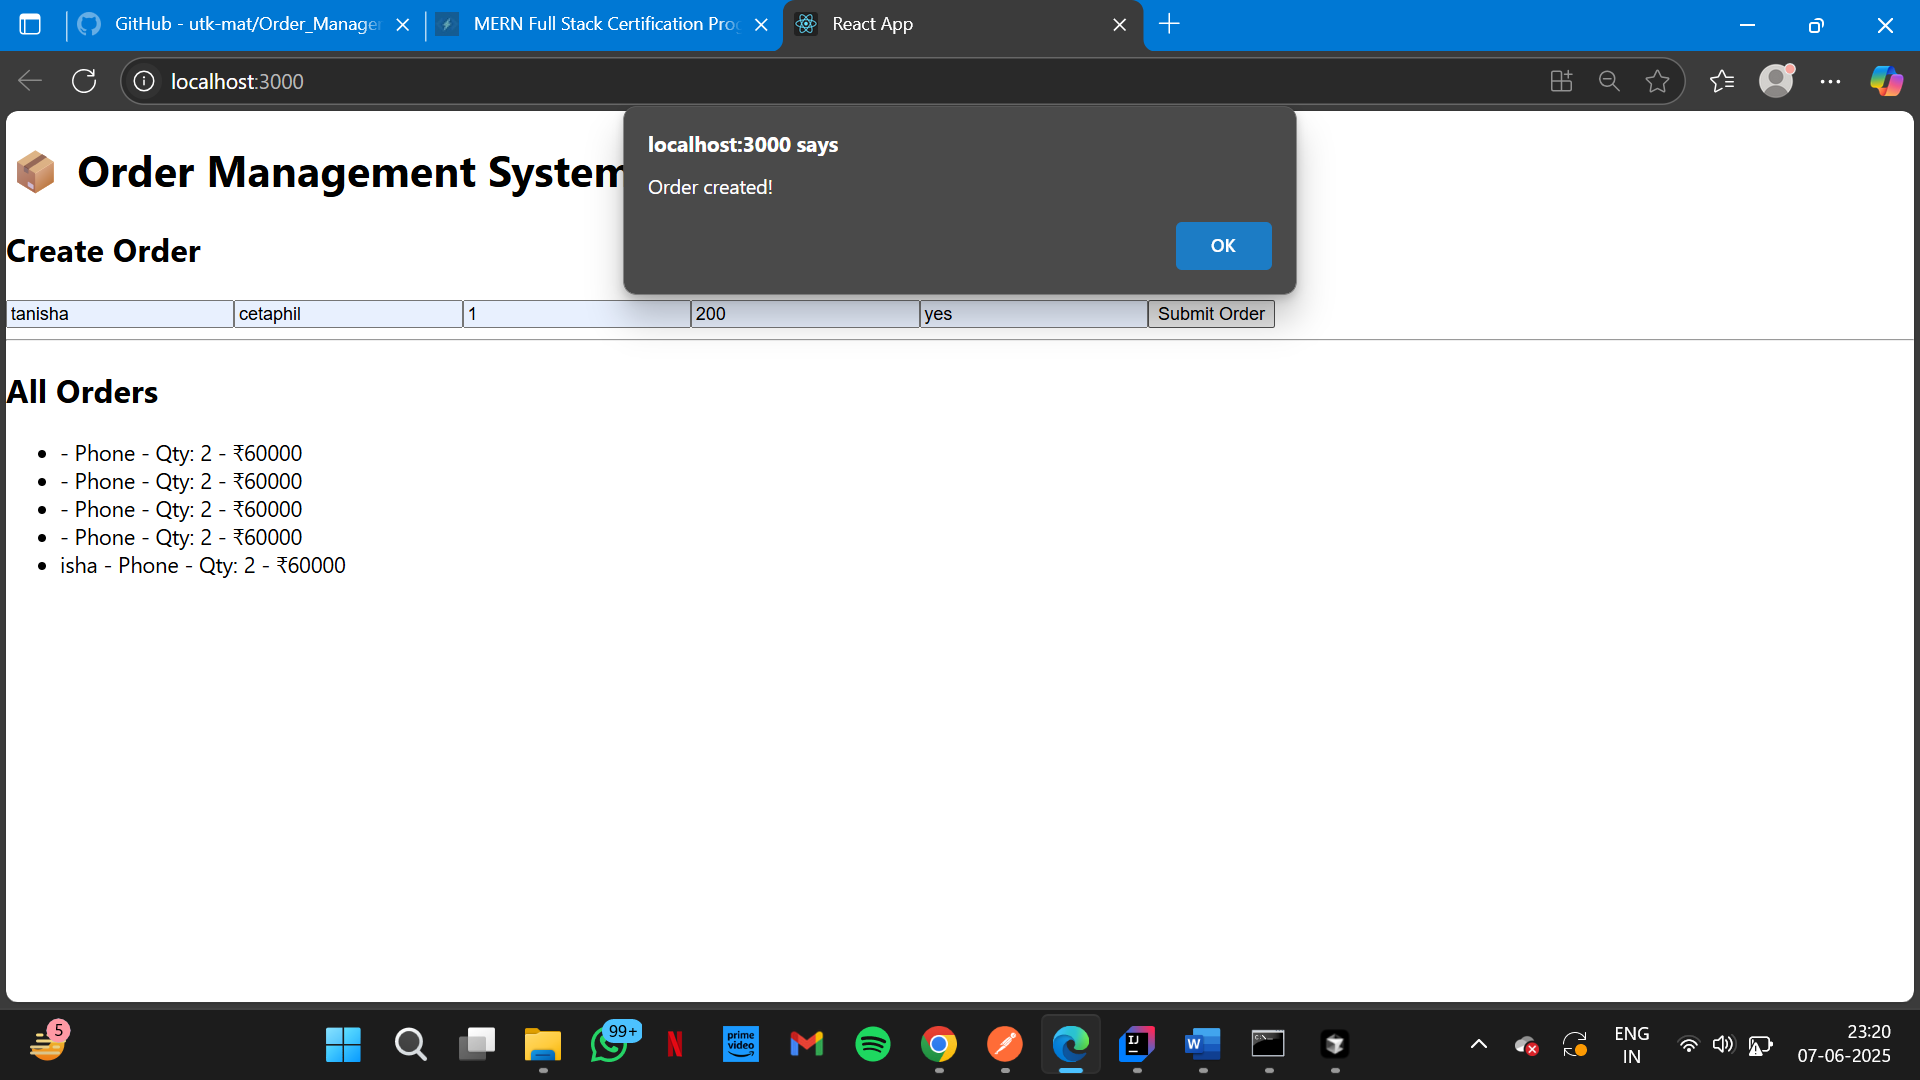 GitHub - utk-mat/Order_Manager
MERN Full Stack Certification Pro
React App
localhost:3000
localhost:3000 says
Order created!
OK
Order Management System
Create Order
tanisha
cetaphil
1
200
yes
Submit Order
All Orders
- Phone - Qty: 2 - ₹60000
- Phone - Qty: 2 - ₹60000
- Phone - Qty: 2 - ₹60000
- Phone - Qty: 2 - ₹60000
isha - Phone - Qty: 2 - ₹60000
5
99+
prime video
IJ
W
ENG
IN
23:20
07-06-2025